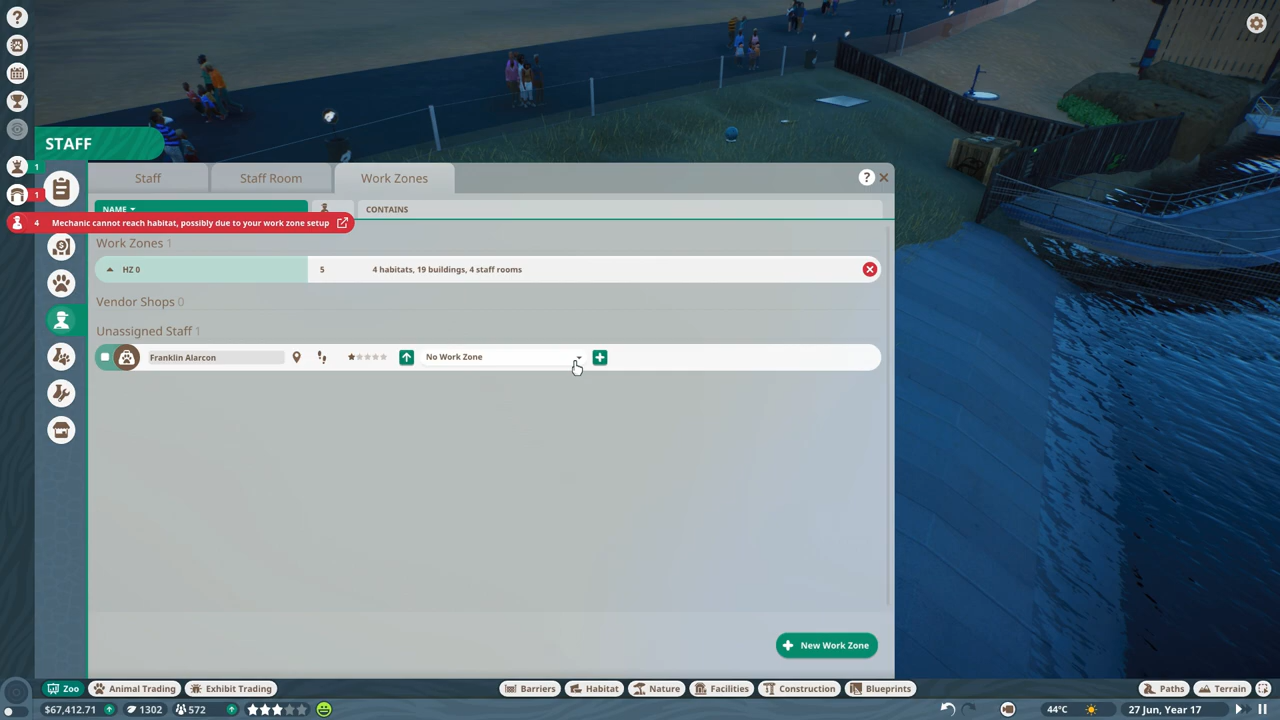 STAFF
Staff
Staff Room
Work Zones
?
NAME
CONTAINS
1
1
4 Mechanic cannot reach habitat, possibly due to your work zone setup
Work Zones 1
HZ 0 5 4 habitats, 19 buildings, 4 staff rooms
Vendor Shops 0
Unassigned Staff 1
Franklin Alarcon No Work Zone
New Work Zone
Zoo
Animal Trading
Exhibit Trading
Barriers
Habitat
Nature
Facilities
Construction
Blueprints
Paths
Terrain
$67,412.71
1302
572
44°C
27 Jun, Year 17